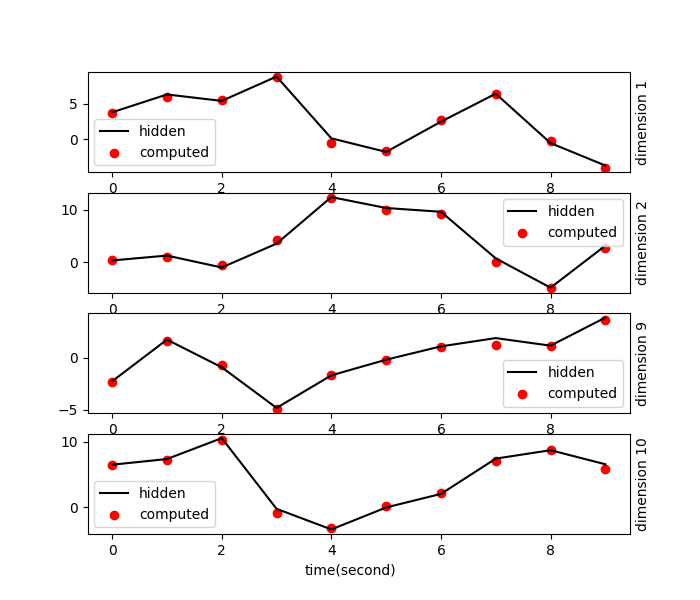 5
0
hidden
computed
0 2 4 6 8
dimension 1
10
0
hidden
computed
0 2 4 6 8
dimension 2
0
−5
hidden
computed
0 2 4 6 8
dimension 9
10
0
hidden
computed
0 2 4 6 8
dimension 10
time(second)